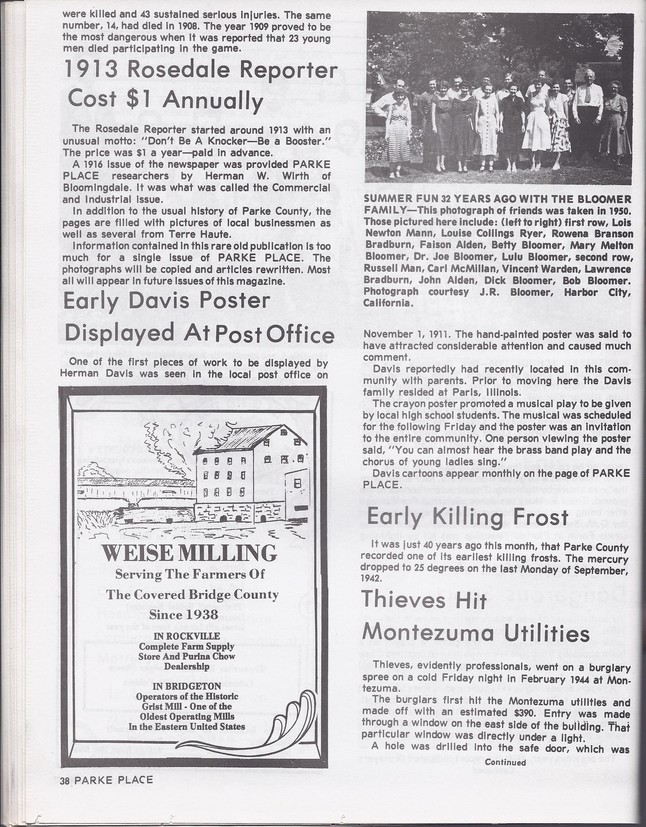 were killed and 43 sustained serious injuries. The same
number, 14, had died in 1908. The year 1909 proved to be
the most dangerous when it was reported that 23 young
men died participating in the game.
1913 Rosedale Reporter
Cost $1 Annually
The Rosedale Reporter started around 1913 with an
unusual motto: "Don't Be A Knocker—Be a Booster."
The price was $1 a year—paid in advance.
A 1916 issue of the newspaper was provided PARKE
PLACE researchers by Herman W. Wirth of
Bloomingdale. It was what was called the Commercial
and Industrial issue.
In addition to the usual history of Parke County, the
pages are filled with pictures of local businessmen as
well as several from Terre Haute.
Information contained in this rare old publication is too
much for a single issue of PARKE PLACE. The
photographs will be copied and articles rewritten. Most
all will appear in future issues of this magazine.
Early Davis Poster
Displayed At Post Office
One of the first pieces of work to be displayed by
Herman Davis was seen in the local post office on
WEISE MILLING
Serving The Farmers Of
The Covered Bridge County
Since 1938
IN ROCKVILLE
Complete Farm Supply
Store And Purina Chow
Dealership
IN BRIDGETON
Operators of the Historic
Grist Mill - One of the
Oldest Operating Mills
In the Eastern United States
38 PARKE PLACE
SUMMER FUN 32 YEARS AGO WITH THE BLOOMER
FAMILY—This photograph of friends was taken in 1950.
Those pictured here include: (left to right) first row, Lois
Newton Mann, Louise Collings Ryer, Rowena Branson
Bradburn, Faison Alden, Betty Bloomer, Mary Melton
Bloomer, Dr. Joe Bloomer, Lulu Bloomer, second row,
Russell Man, Carl McMillan, Vincent Warden, Lawrence
Bradburn, John Alden, Dick Bloomer, Bob Bloomer.
Photograph courtesy J.R. Bloomer, Harbor City,
California.
November 1, 1911. The hand-painted poster was said to
have attracted considerable attention and caused much
comment.
Davis reportedly had recently located in this com-
munity with parents. Prior to moving here the Davis
family resided at Paris, Illinois.
The crayon poster promoted a musical play to be given
by local high school students. The musical was scheduled
for the following Friday and the poster was an invitation
to the entire community. One person viewing the poster
said, "You can almost hear the brass band play and the
chorus of young ladies sing."
Davis cartoons appear monthly on the page of PARKE
PLACE.
Early Killing Frost
It was just 40 years ago this month, that Parke County
recorded one of its earliest killing frosts. The mercury
dropped to 25 degrees on the last Monday of September,
1942.
Thieves Hit
Montezuma Utilities
Thieves, evidently professionals, went on a burglary
spree on a cold Friday night in February 1944 at Mon-
tezuma.
The burglars first hit the Montezuma utilities and
made off with an estimated $390. Entry was made
through a window on the east side of the building. That
particular window was directly under a light.
A hole was drilled into the safe door, which was
Continued